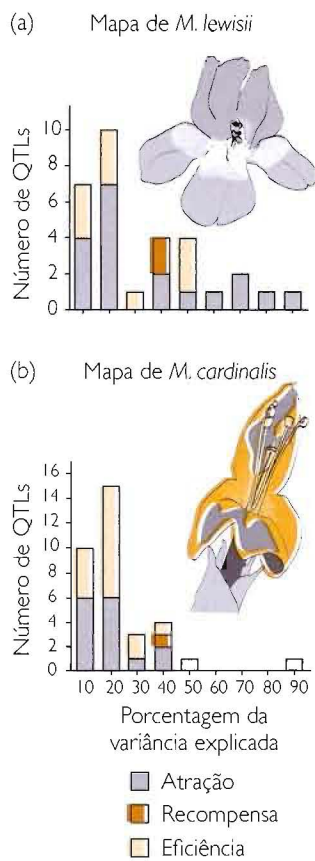 (a) Mapa de M. lewisii
Número de QTLs
10
8
6
4
2
0
(b) Mapa de M. cardinalis
Número de QTLs
16
14
12
10
8
6
4
2
0
10 20 30 40 50 60 70 80 90
Porcentagem da
variância explicada
Atração
Recompensa
Eficiência